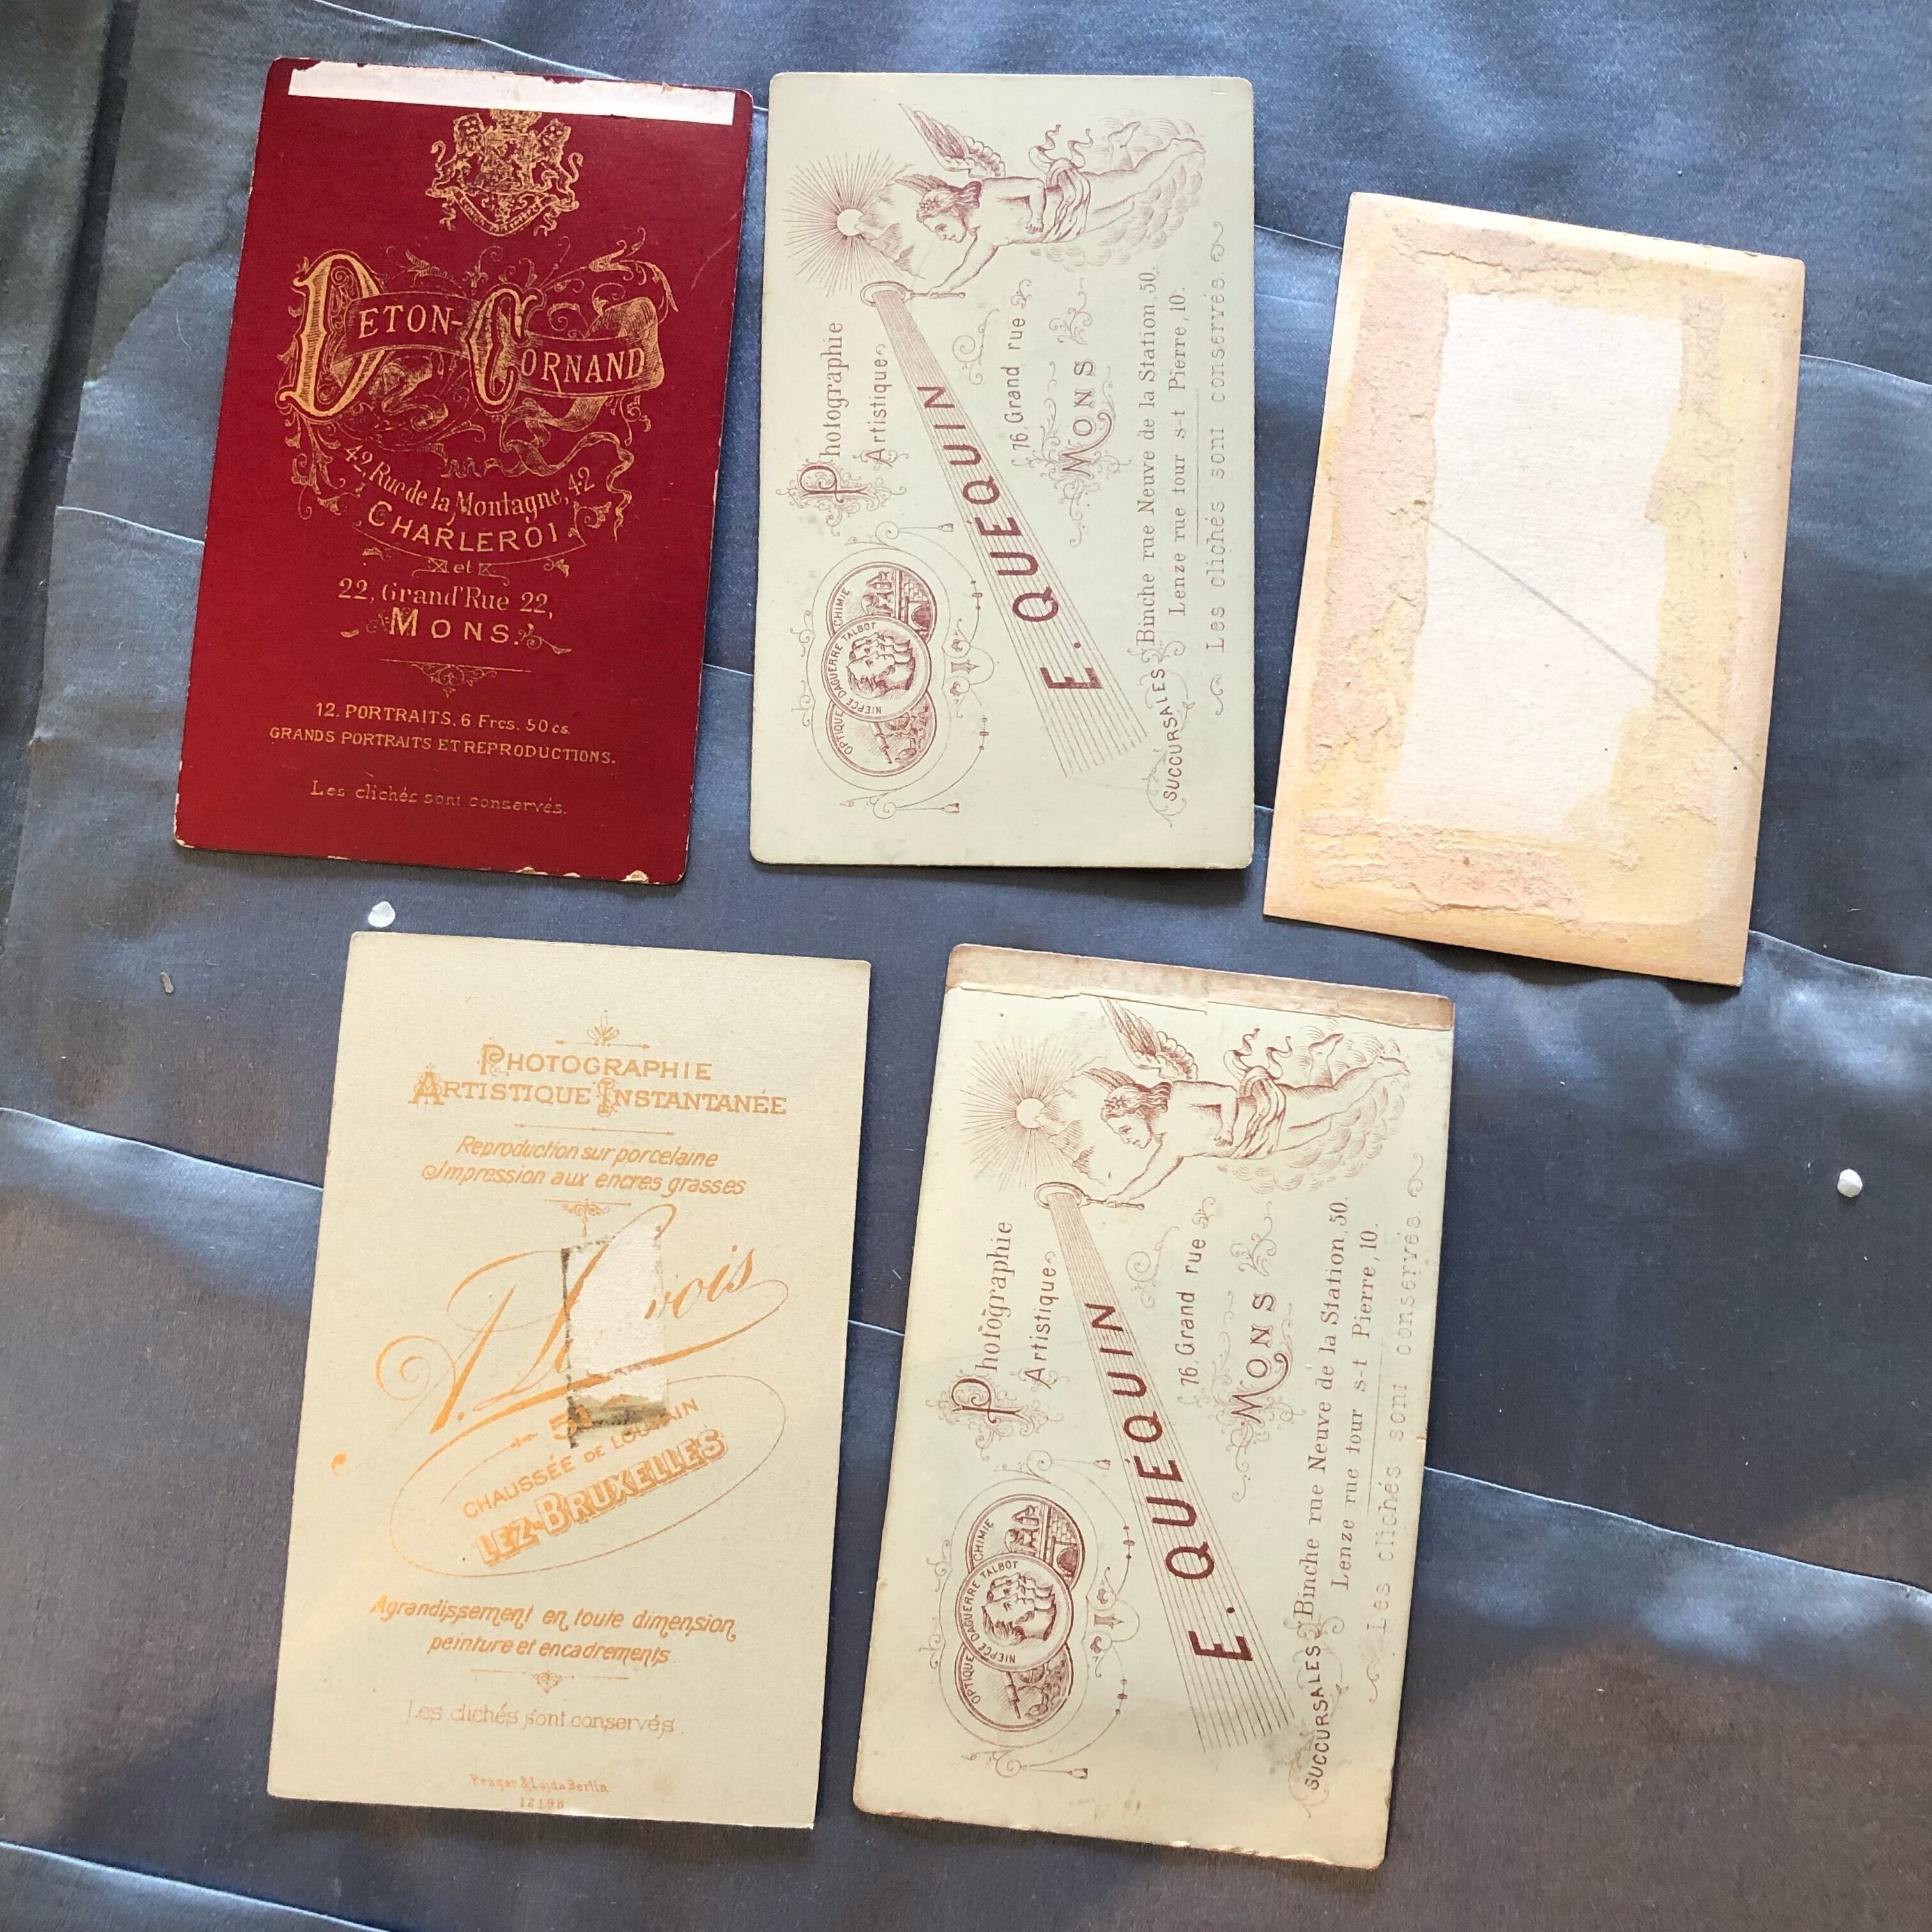 DETON-CORNAND
42, Rue de la Montagne, 42
CHARLEROI
et
22, Grand'Rue 22,
MONS.
12. PORTRAITS. 6 Frcs. 50 cs.
GRANDS PORTRAITS ET REPRODUCTIONS.
Les clichés sont conservés.
Photographie
Artistique
E. QUÉQUIN
76, Grand rue
MONS
SUCCURSALES Binche rue Neuve de la Station, 50.
Lenze rue tour s-t Pierre, 10.
Les clichés sont conservés.
OPTIQUE
CHIMIE
NIEPCE DAGUERRE TALBOT
PHOTOGRAPHIE
ARTISTIQUE INSTANTANÉE
Reproduction sur porcelaine
Impression aux encres grasses
A.
51
CHAUSSÉE DE LOUVAIN
LEZ-BRUXELLES
Agrandissement en toute dimension
peinture et encadrements
Les clichés sont conservés.
Prager & Lojda Berlin
12198
Photographie
Artistique
E. QUÉQUIN
76, Grand rue
MONS
SUCCURSALES Binche rue Neuve de la Station, 50.
Lenze rue tour s-t Pierre, 10.
Les clichés sont conservés.
OPTIQUE
CHIMIE
NIEPCE DAGUERRE TALBOT